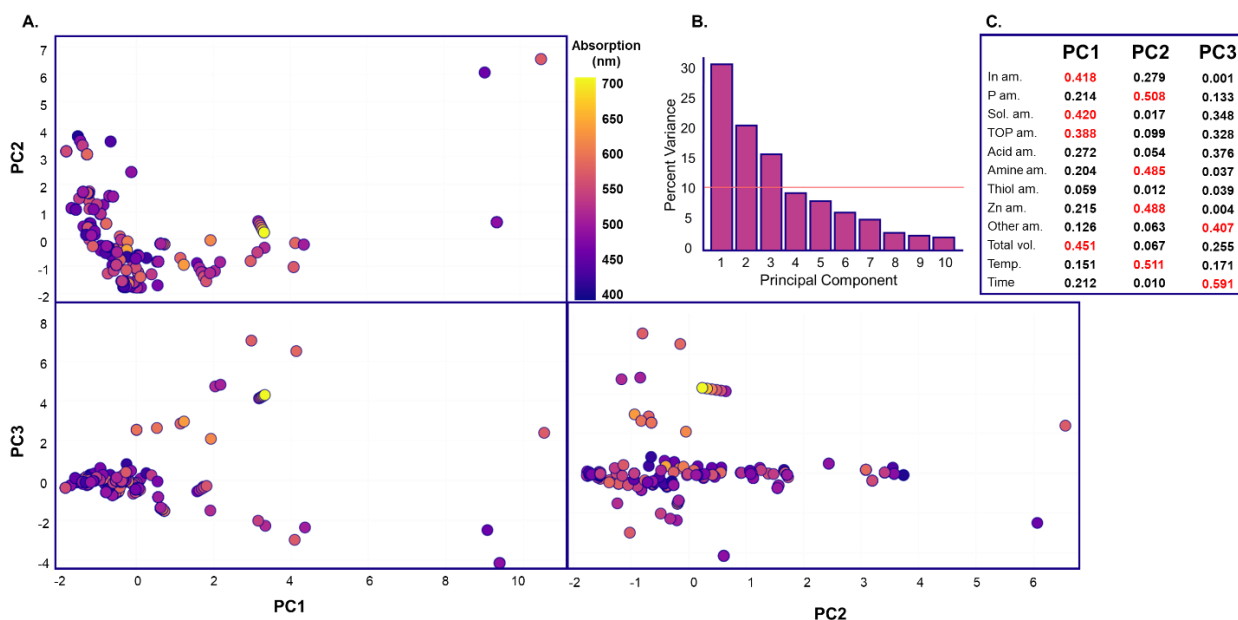 A.
7
6
5
4
3
2
1
0
-1
-2
PC2
-2 0 2 4 6 8 10
Absorption
(nm)
700
650
600
550
500
450
400
B.
30
25
20
15
10
5
0
Percent Variance
1 2 3 4 5 6 7 8 9 10
Principal Component
C.
PC1 PC2 PC3
In am. 0.418 0.279 0.001
P am. 0.214 0.508 0.133
Sol. am. 0.420 0.017 0.348
TOP am. 0.388 0.099 0.328
Acid am. 0.272 0.054 0.376
Amine am. 0.204 0.485 0.037
Thiol am. 0.059 0.012 0.039
Zn am. 0.215 0.488 0.004
Other am. 0.126 0.063 0.407
Total vol. 0.451 0.067 0.255
Temp. 0.151 0.511 0.171
Time 0.212 0.010 0.591
8
6
4
2
0
-2
-4
PC3
-2 0 2 4 6 8 10
PC1
-2 -1 0 1 2 3 4 5 6
PC2